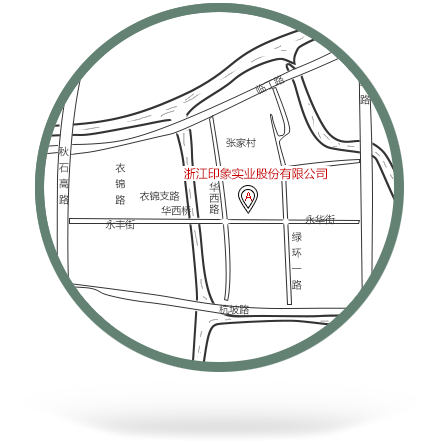 临丁路
路
张家村
秋石高路
衣锦路
浙江印象实业股份有限公司
A
华西路
衣锦支路
华西桥
永丰街
永华街
绿环一路
杭玻路